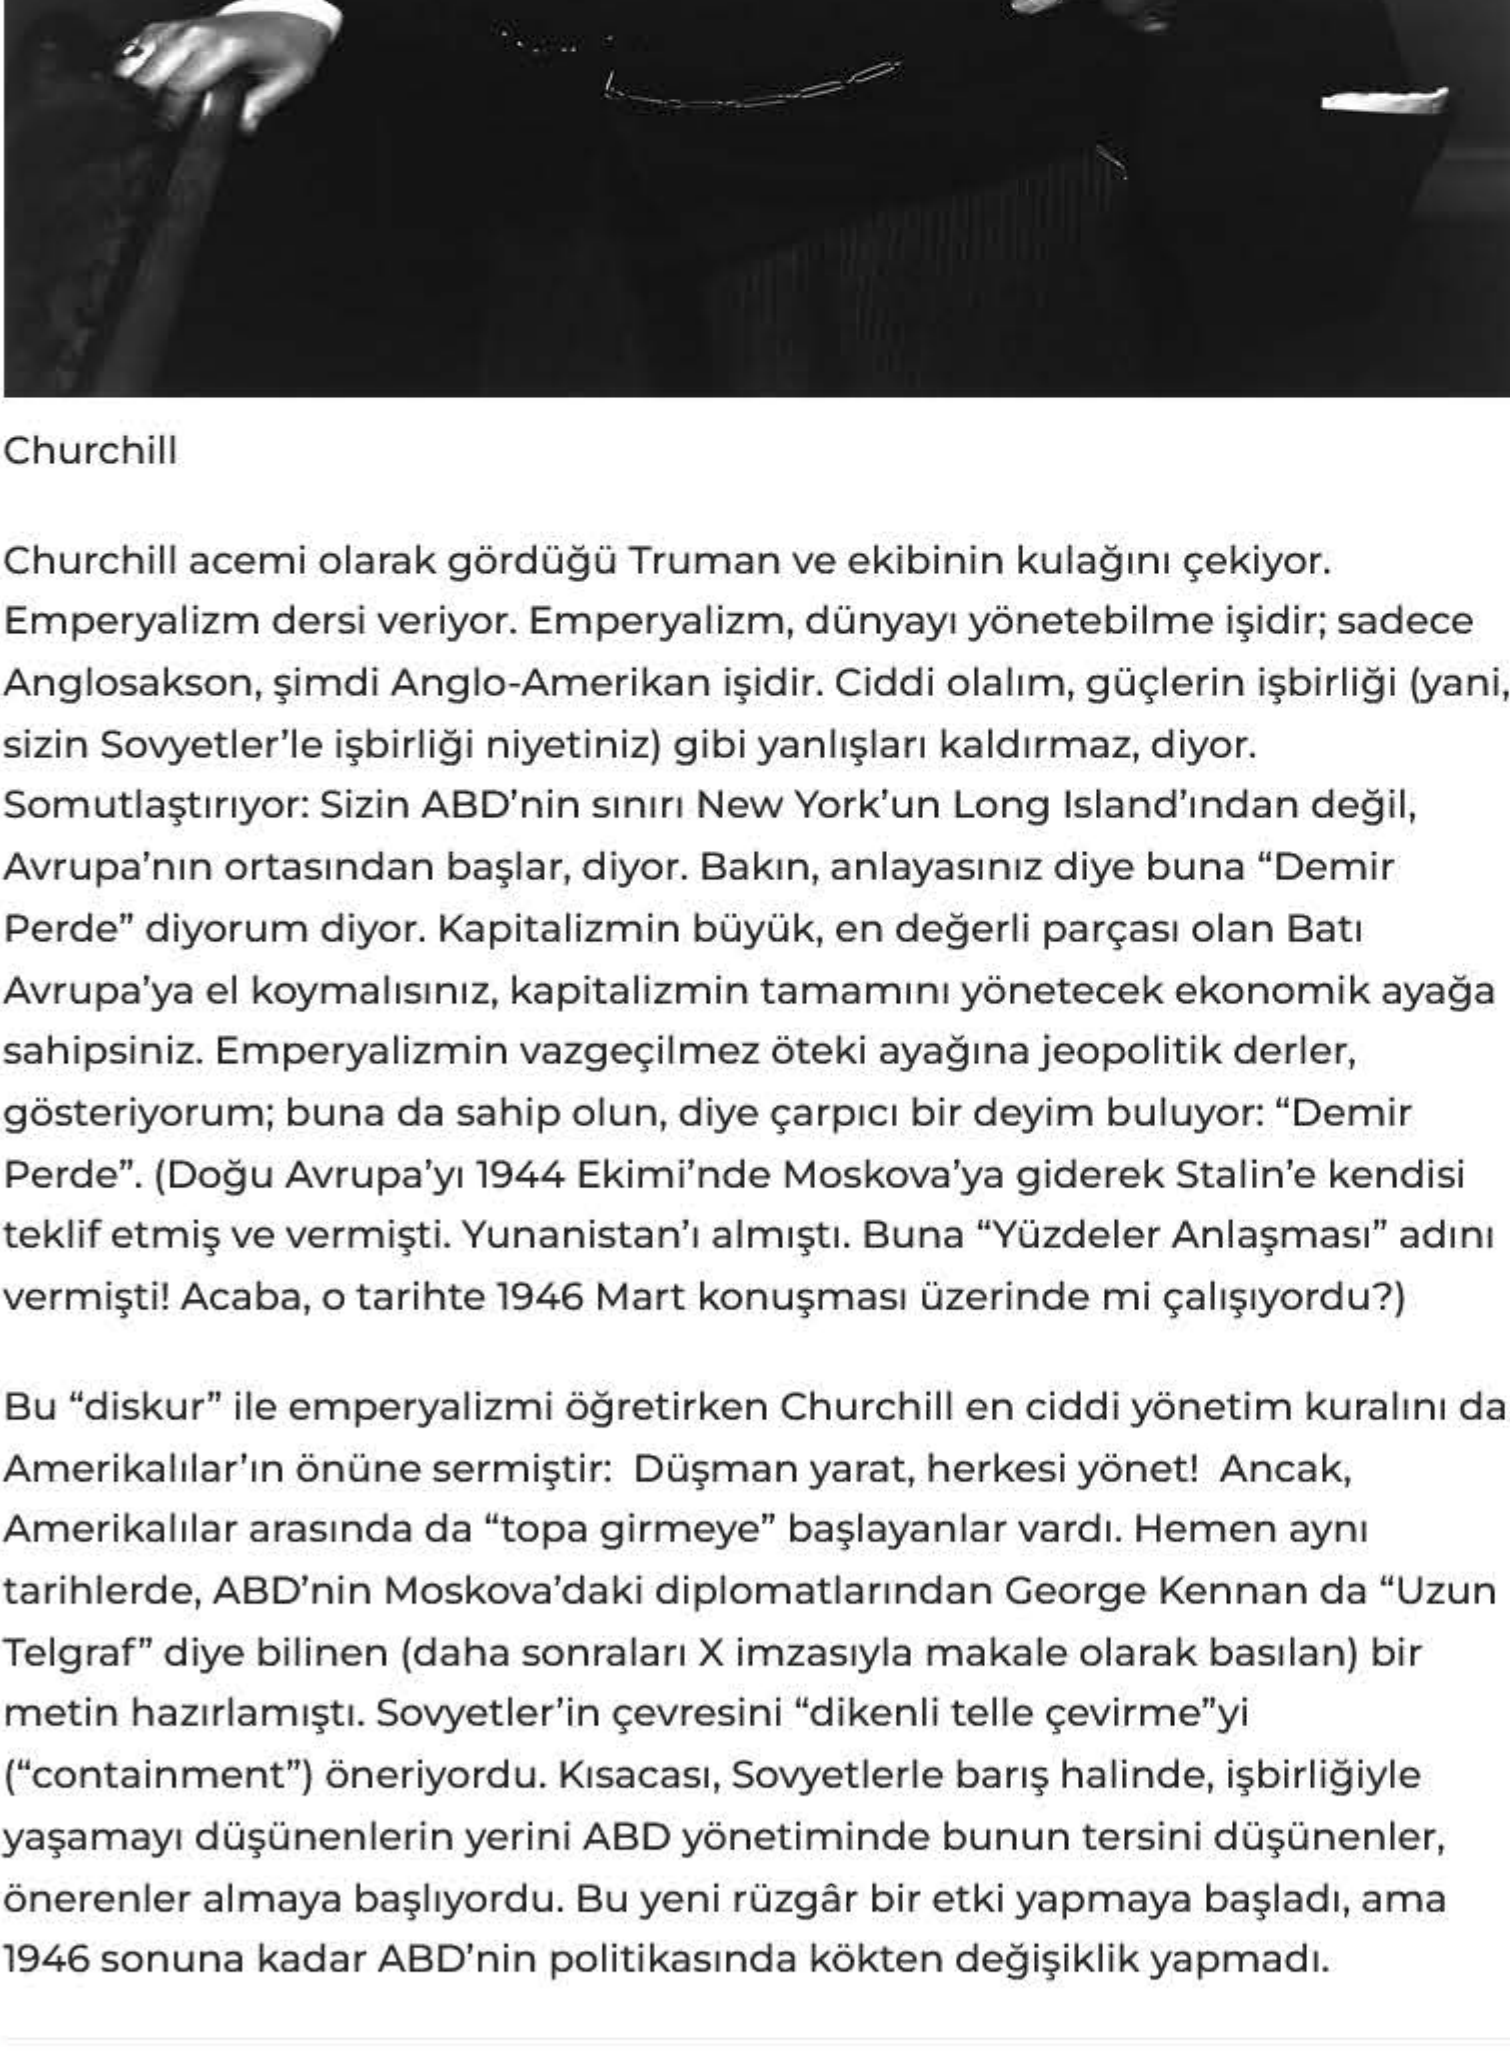 Churchill
Churchill acemi olarak gördüğü Truman ve ekibinin kulağını çekiyor.
Emperyalizm dersi veriyor. Emperyalizm, dünyayı yönetebilme işidir; sadece
Anglosakson, şimdi Anglo-Amerikan işidir. Ciddi olalım, güçlerin işbirliği (yani,
sizin Sovyetler’le işbirliği niyetiniz) gibi yanlışları kaldırmaz, diyor.
Somutlaştırıyor: Sizin ABD’nin sınırı New York’un Long Island’ından değil,
Avrupa’nın ortasından başlar, diyor. Bakın, anlayasınız diye buna “Demir
Perde” diyorum diyor. Kapitalizmin büyük, en değerli parçası olan Batı
Avrupa’ya el koymalısınız, kapitalizmin tamamını yönetecek ekonomik ayağa
sahipsiniz. Emperyalizmin vazgeçilmez öteki ayağına jeopolitik derler,
gösteriyorum; buna da sahip olun, diye çarpıcı bir deyim buluyor: “Demir
Perde”. (Doğu Avrupa’yı 1944 Ekimi’nde Moskova’ya giderek Stalin’e kendisi
teklif etmiş ve vermişti. Yunanistan’ı almıştı. Buna “Yüzdeler Anlaşması” adını
vermişti! Acaba, o tarihte 1946 Mart konuşması üzerinde mi çalışıyordu?)
Bu “diskur” ile emperyalizmi öğretirken Churchill en ciddi yönetim kuralını da
Amerikalılar’ın önüne sermiştir:  Düşman yarat, herkesi yönet!  Ancak,
Amerikalılar arasında da “topa girmeye” başlayanlar vardı. Hemen aynı
tarihlerde, ABD’nin Moskova’daki diplomatlarından George Kennan da “Uzun
Telgraf” diye bilinen (daha sonraları X imzasıyla makale olarak basılan) bir
metin hazırlamıştı. Sovyetler’in çevresini “dikenli telle çevirme”yi
(“containment”) öneriyordu. Kısacası, Sovyetlerle barış halinde, işbirliğiyle
yaşamayı düşünenlerin yerini ABD yönetiminde bunun tersini düşünenler,
önerenler almaya başlıyordu. Bu yeni rüzgâr bir etki yapmaya başladı, ama
1946 sonuna kadar ABD’nin politikasında kökten değişiklik yapmadı.